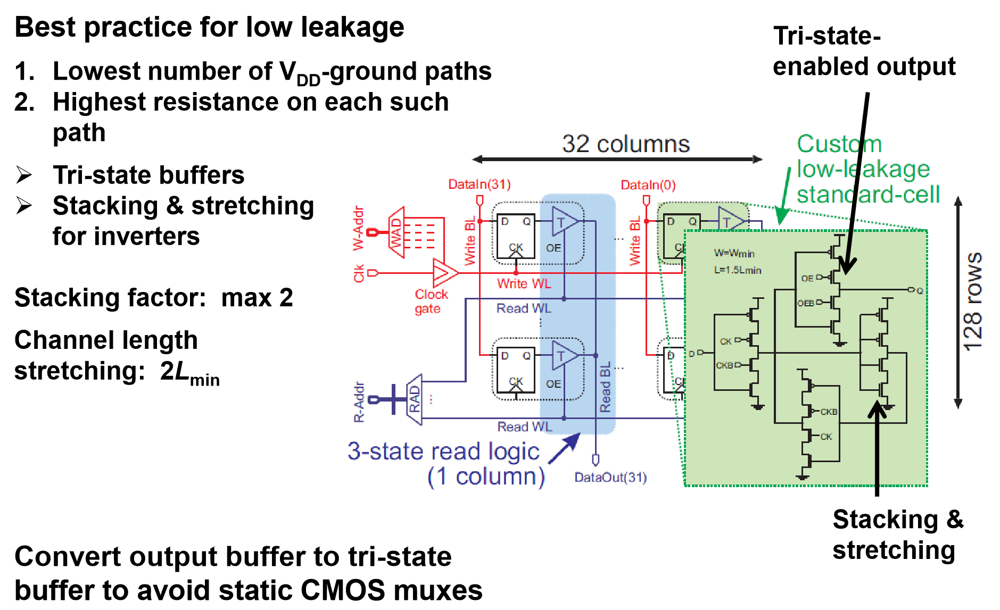 Best practice for low leakage
1. Lowest number of VDD-ground paths
2. Highest resistance on each such
path
➢ Tri-state buffers
➢ Stacking & stretching
for inverters
Stacking factor: max 2
Channel length
stretching: 2Lmin
Convert output buffer to tri-state
buffer to avoid static CMOS muxes
Tri-state-
enabled output
32 columns
Custom
low-leakage
standard-cell
DataIn(31)
DataIn(0)
W-Addr
WAD
Write BL
D Q
T
CK
OE
...
Write BL
D Q
T
C
Clk
Clock
gate
Write WL
Read WL
...
D Q
T
CK
OE
...
D
C
Read BL
R-Addr
RAD
...
Read WL
3-state read logic
(1 column)
DataOut(31)
W=Wmin
L=1.5Lmin
OE
Q
OEB
CK
D
CKB
CKB
CK
128 rows
Stacking &
stretching